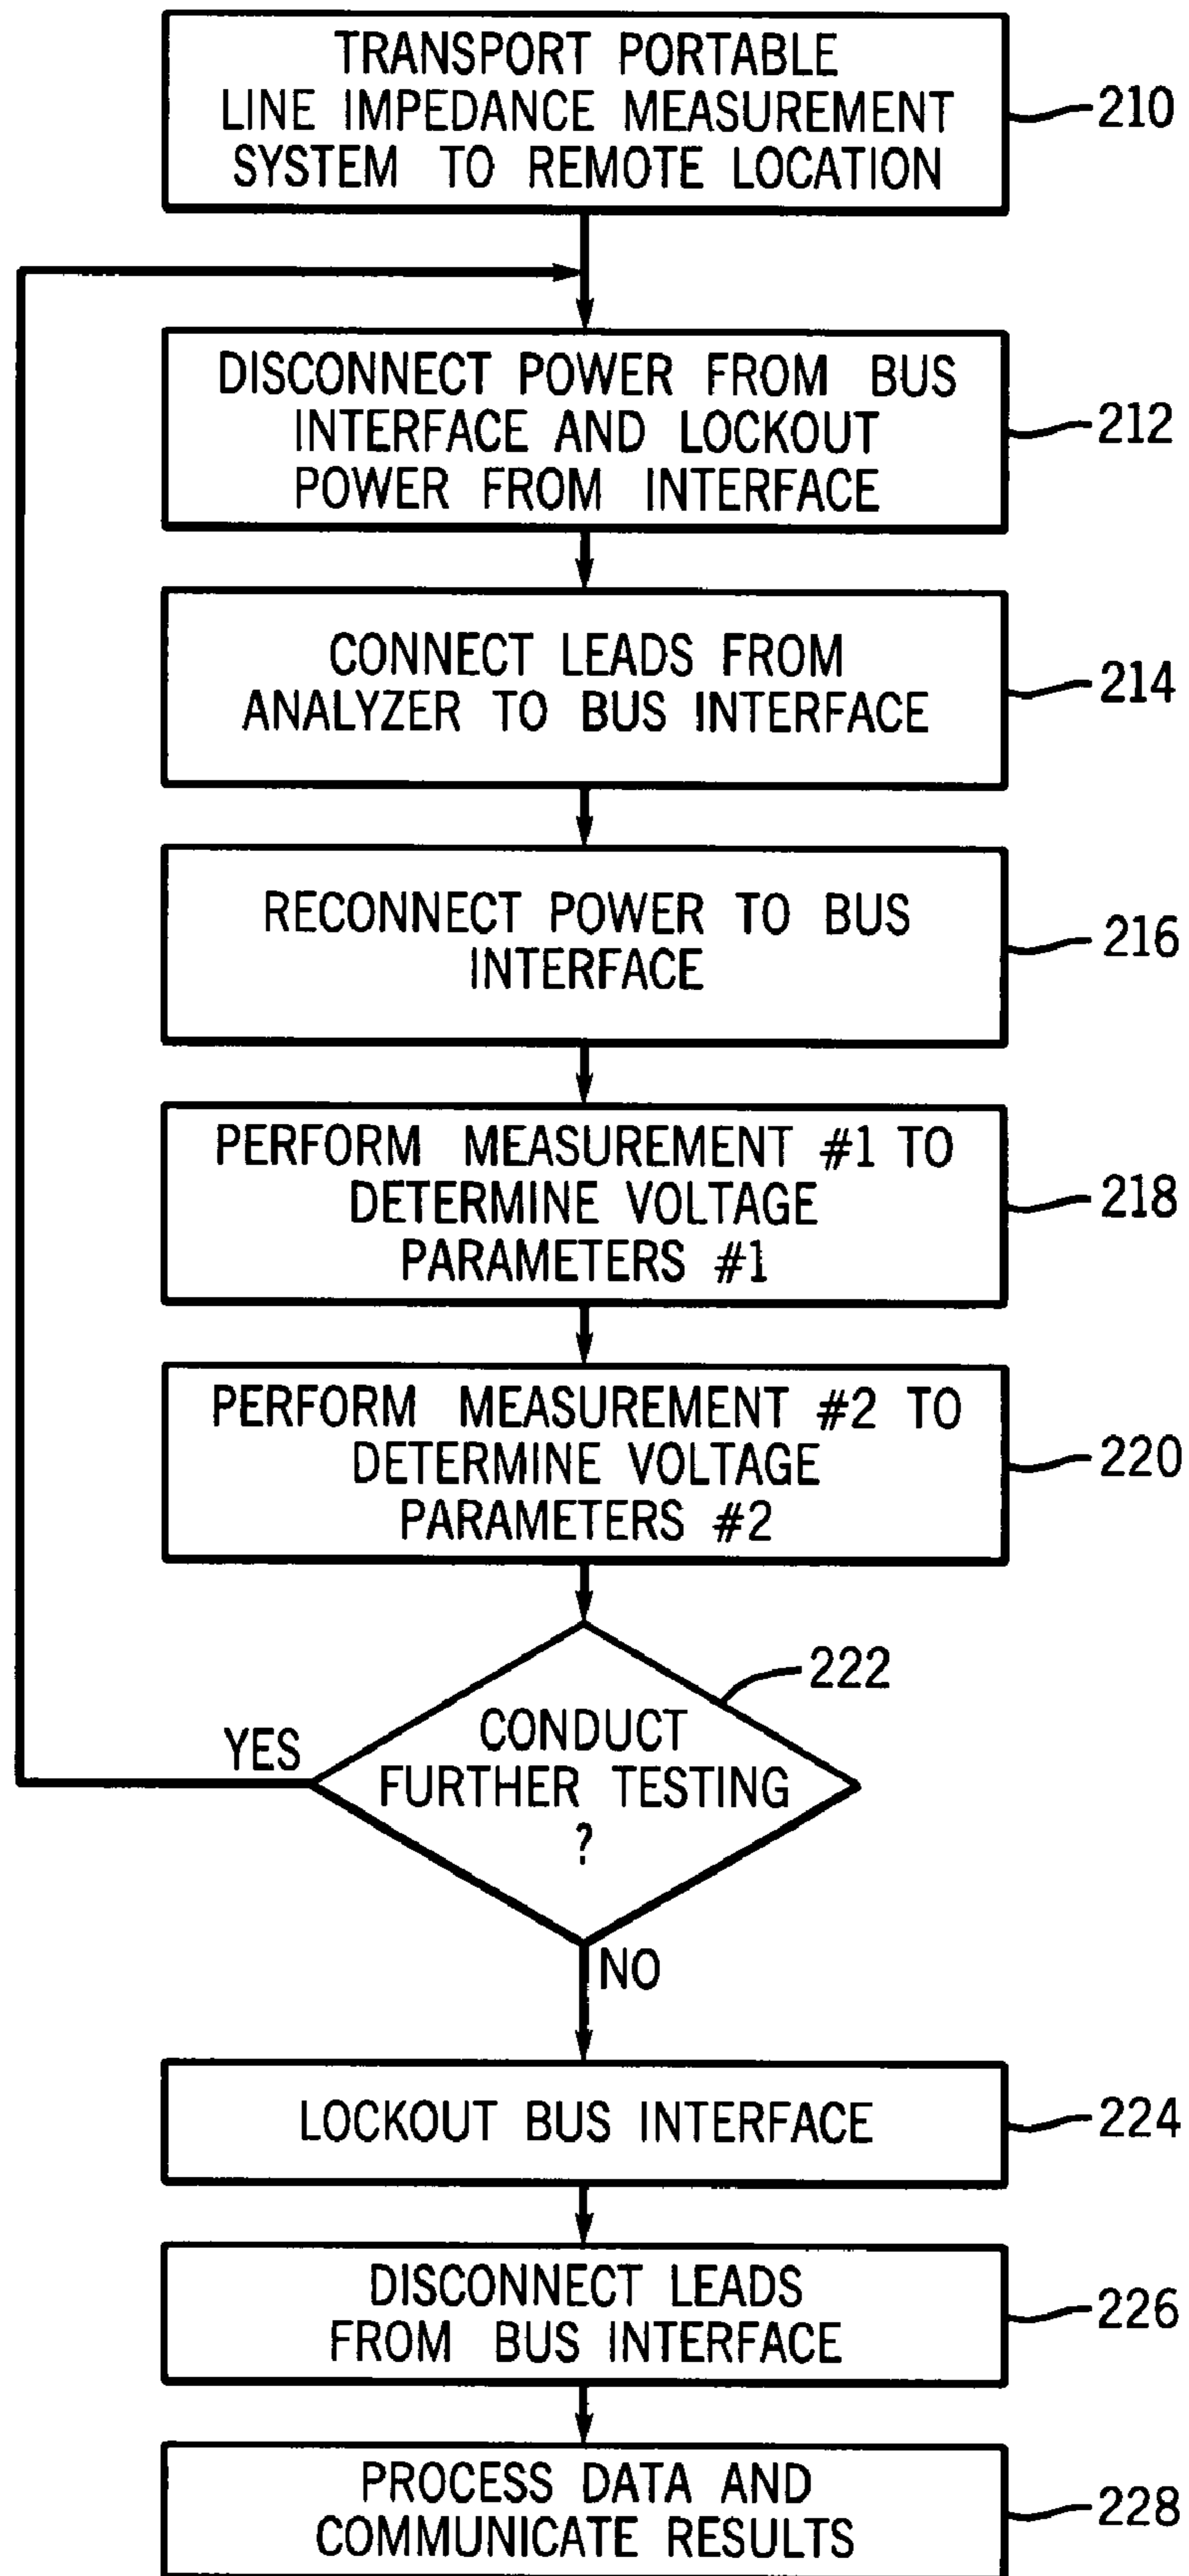 TRANSPORT PORTABLE
LINE IMPEDANCE MEASUREMENT
SYSTEM TO REMOTE LOCATION
210
DISCONNECT POWER FROM BUS
INTERFACE AND LOCKOUT
POWER FROM INTERFACE
212
CONNECT LEADS FROM
ANALYZER TO BUS INTERFACE
214
RECONNECT POWER TO BUS
INTERFACE
216
PERFORM MEASUREMENT #1 TO
DETERMINE VOLTAGE
PARAMETERS #1
218
PERFORM MEASUREMENT #2 TO
DETERMINE VOLTAGE
PARAMETERS #2
220
222
CONDUCT
FURTHER TESTING
?
YES
NO
LOCKOUT BUS INTERFACE
224
DISCONNECT LEADS
FROM BUS INTERFACE
226
PROCESS DATA AND
COMMUNICATE RESULTS
228